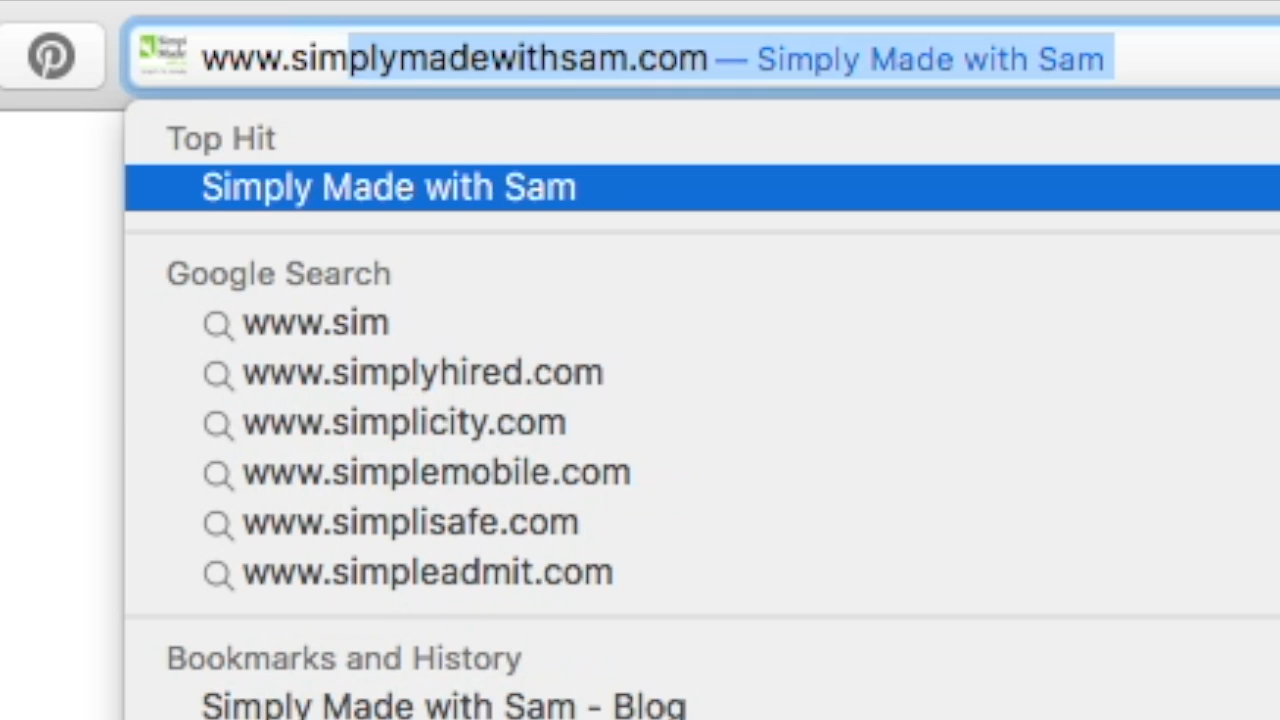 www.simplymadewithsam.com — Simply Made with Sam
Top Hit
Simply Made with Sam
Google Search
www.sim
www.simplyhired.com
www.simplicity.com
www.simplemobile.com
www.simplisafe.com
www.simpleadmit.com
Bookmarks and History
Simply Made with Sam - Blog